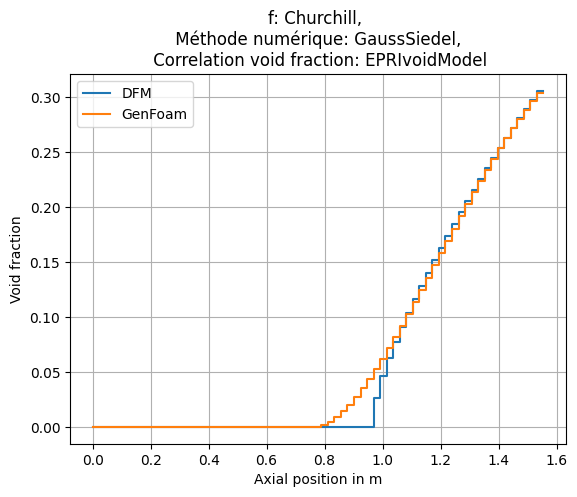 f: Churchill,
Méthode numérique: GaussSiedel,
Correlation void fraction: EPRIvoidModel
DFM
GenFoam
Void fraction
0.30
0.25
0.20
0.15
0.10
0.05
0.00
0.0 0.2 0.4 0.6 0.8 1.0 1.2 1.4 1.6
Axial position in m